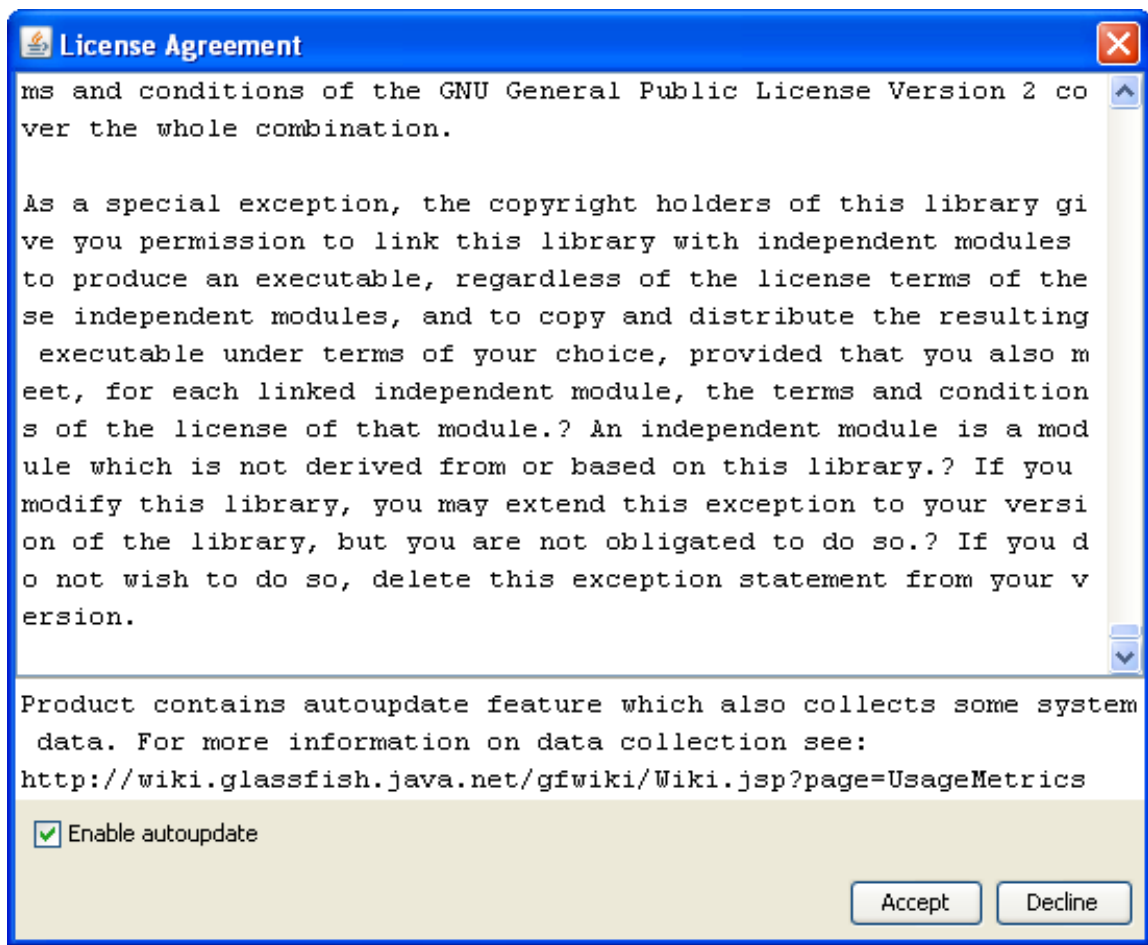 License Agreement
ms and conditions of the GNU General Public License Version 2 co
ver the whole combination.
As a special exception, the copyright holders of this library gi
ve you permission to link this library with independent modules
to produce an executable, regardless of the license terms of the
se independent modules, and to copy and distribute the resulting
executable under terms of your choice, provided that you also m
eet, for each linked independent module, the terms and condition
s of the license of that module.? An independent module is a mod
ule which is not derived from or based on this library.? If you
modify this library, you may extend this exception to your versi
on of the library, but you are not obligated to do so.? If you d
o not wish to do so, delete this exception statement from your v
ersion.
Product contains autoupdate feature which also collects some system
data. For more information on data collection see:
http://wiki.glassfish.java.net/gfwiki/Wiki.jsp?page=UsageMetrics
Enable autoupdate
Accept Decline